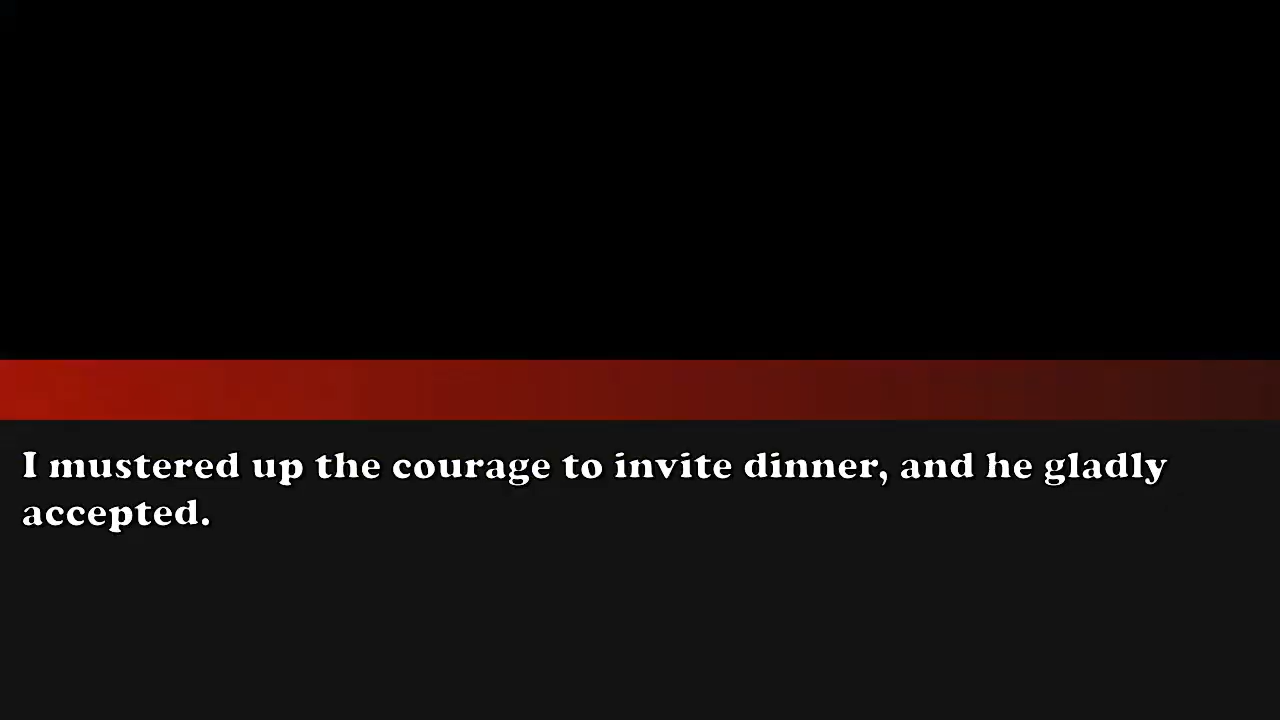 I mustered up the courage to invite dinner, and he gladly
accepted.